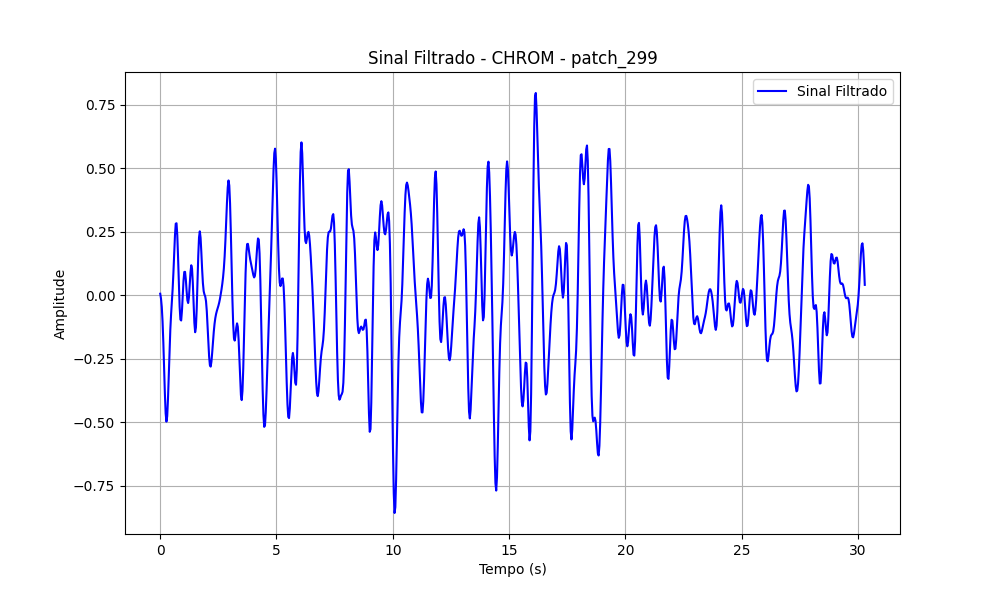 Sinal Filtrado - CHROM - patch_299
Sinal Filtrado
0.75
0.50
0.25
0.00
−0.25
−0.50
−0.75
Amplitude
0 5 10 15 20 25 30
Tempo (s)